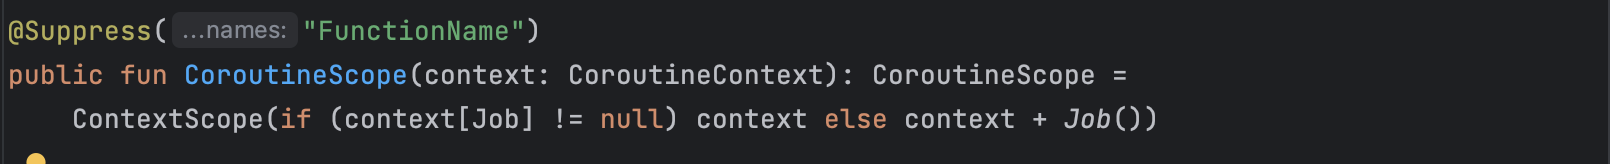 @Suppress( ...names: "FunctionName")
public fun CoroutineScope(context: CoroutineContext): CoroutineScope =
    ContextScope(if (context[Job] != null) context else context + Job())